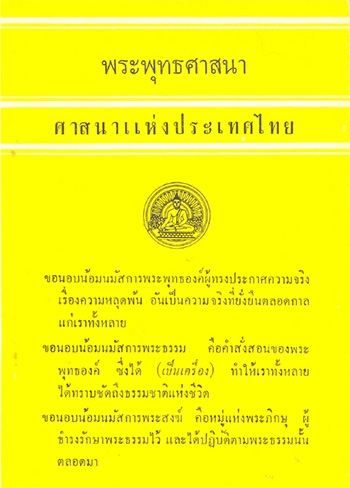 พระพุทธศาสนา
ศาสนาแห่งประเทศไทย
ขอนอบน้อมนมัสการพระพุทธองค์ผู้ทรงประกาศความจริง
เรื่องความหลุดพ้น อันเป็นความจริงที่ยั่งยืนตลอดกาล
แก่เราทั้งหลาย
ขอนอบน้อมนมัสการพระธรรม คือคำสั่งสอนของพระ
พุทธองค์ ซึ่งได้ (เป็นเครื่อง) ทำให้เราทั้งหลาย
ได้ทราบชัดถึงธรรมชาติแห่งชีวิต
ขอนอบน้อมนมัสการพระสงฆ์ คือหมู่แห่งพระภิกษุ ผู้
ธำรงรักษาพระธรรมไว้ และได้ปฏิบัติตามพระธรรมนั้น
ตลอดมา